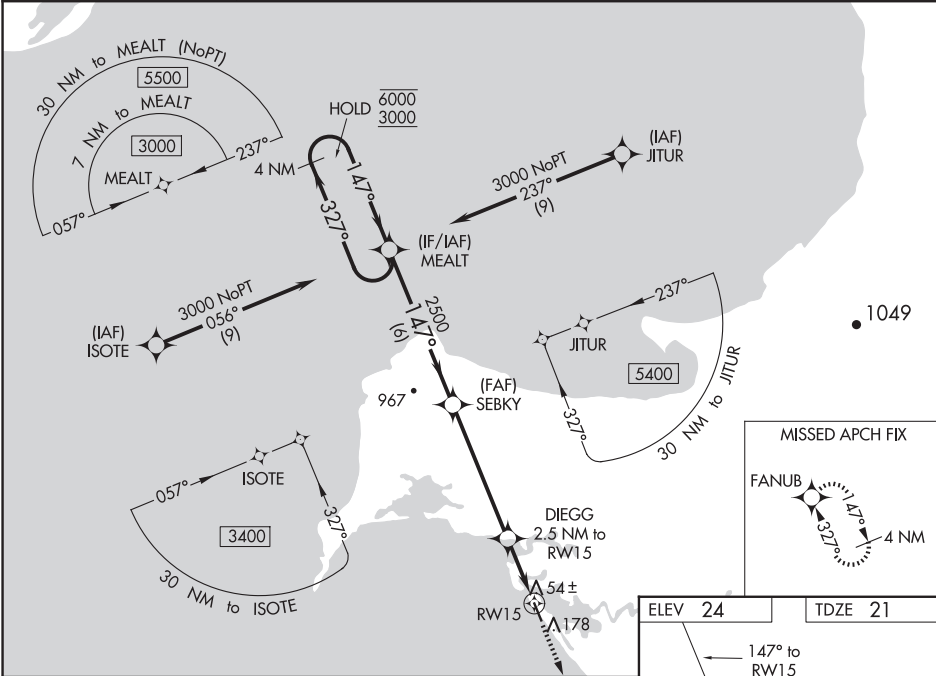 30 NM to MEALT (NoPT)
5500
7 NM to MEALT
3000
MEALT
237°
057°
HOLD
6000
3000
4 NM
147°
327°
(IAF)
JITUR
3000 NoPT
237°
(9)
(IF/IAF)
MEALT
3000 NoPT
056°
(9)
(IAF)
ISOTE
2500
147°
(6)
237°
JITUR
5400
327°
30 NM to JITUR
1049
967
(FAF)
SEBKY
057°
ISOTE
327°
3400
30 NM to ISOTE
MISSED APCH FIX
FANUB
147°
327°
4 NM
DIEGG
2.5 NM to
RW15
54±
RW15
178
ELEV 24
TDZE 21
147° to
RW15